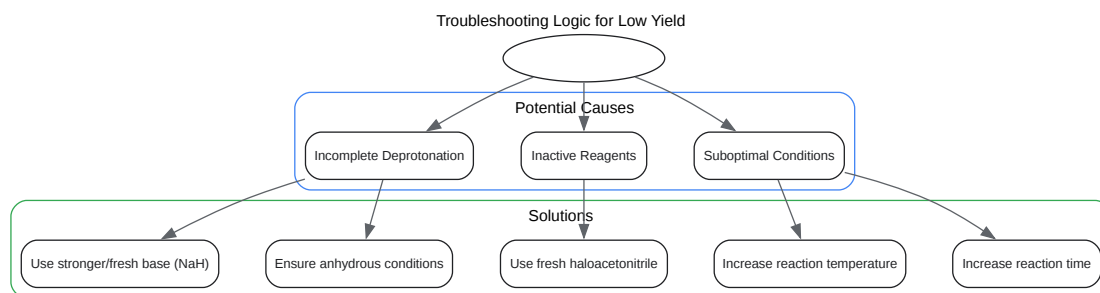 Troubleshooting Logic for Low Yield
Potential Causes
Incomplete Deprotonation
Inactive Reagents
Suboptimal Conditions
Solutions
Use stronger/fresh base (NaH)
Ensure anhydrous conditions
Use fresh haloacetonitrile
Increase reaction temperature
Increase reaction time